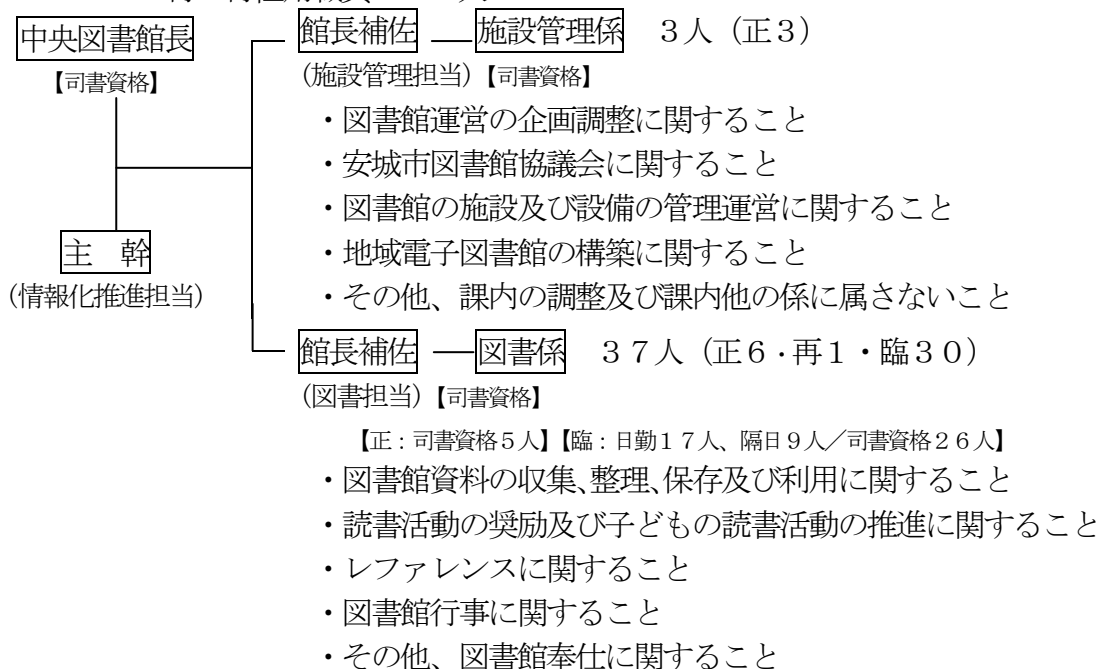 中央図書館長
【司書資格】
主　幹
(情報化推進担当)
館長補佐 施設管理係　３人（正３）
(施設管理担当)【司書資格】
・図書館運営の企画調整に関すること
・安城市図書館協議会に関すること
・図書館の施設及び設備の管理運営に関すること
・地域電子図書館の構築に関すること
・その他、課内の調整及び課内他の係に属さないこと
館長補佐 図書係　３７人（正６・再１・臨３０）
(図書担当)【司書資格】
【正：司書資格５人】【臨：日勤１７人、隔日９人／司書資格２６人】
・図書館資料の収集、整理、保存及び利用に関すること
・読書活動の奨励及び子どもの読書活動の推進に関すること
・レファレンスに関すること
・図書館行事に関すること
・その他、図書館奉仕に関すること